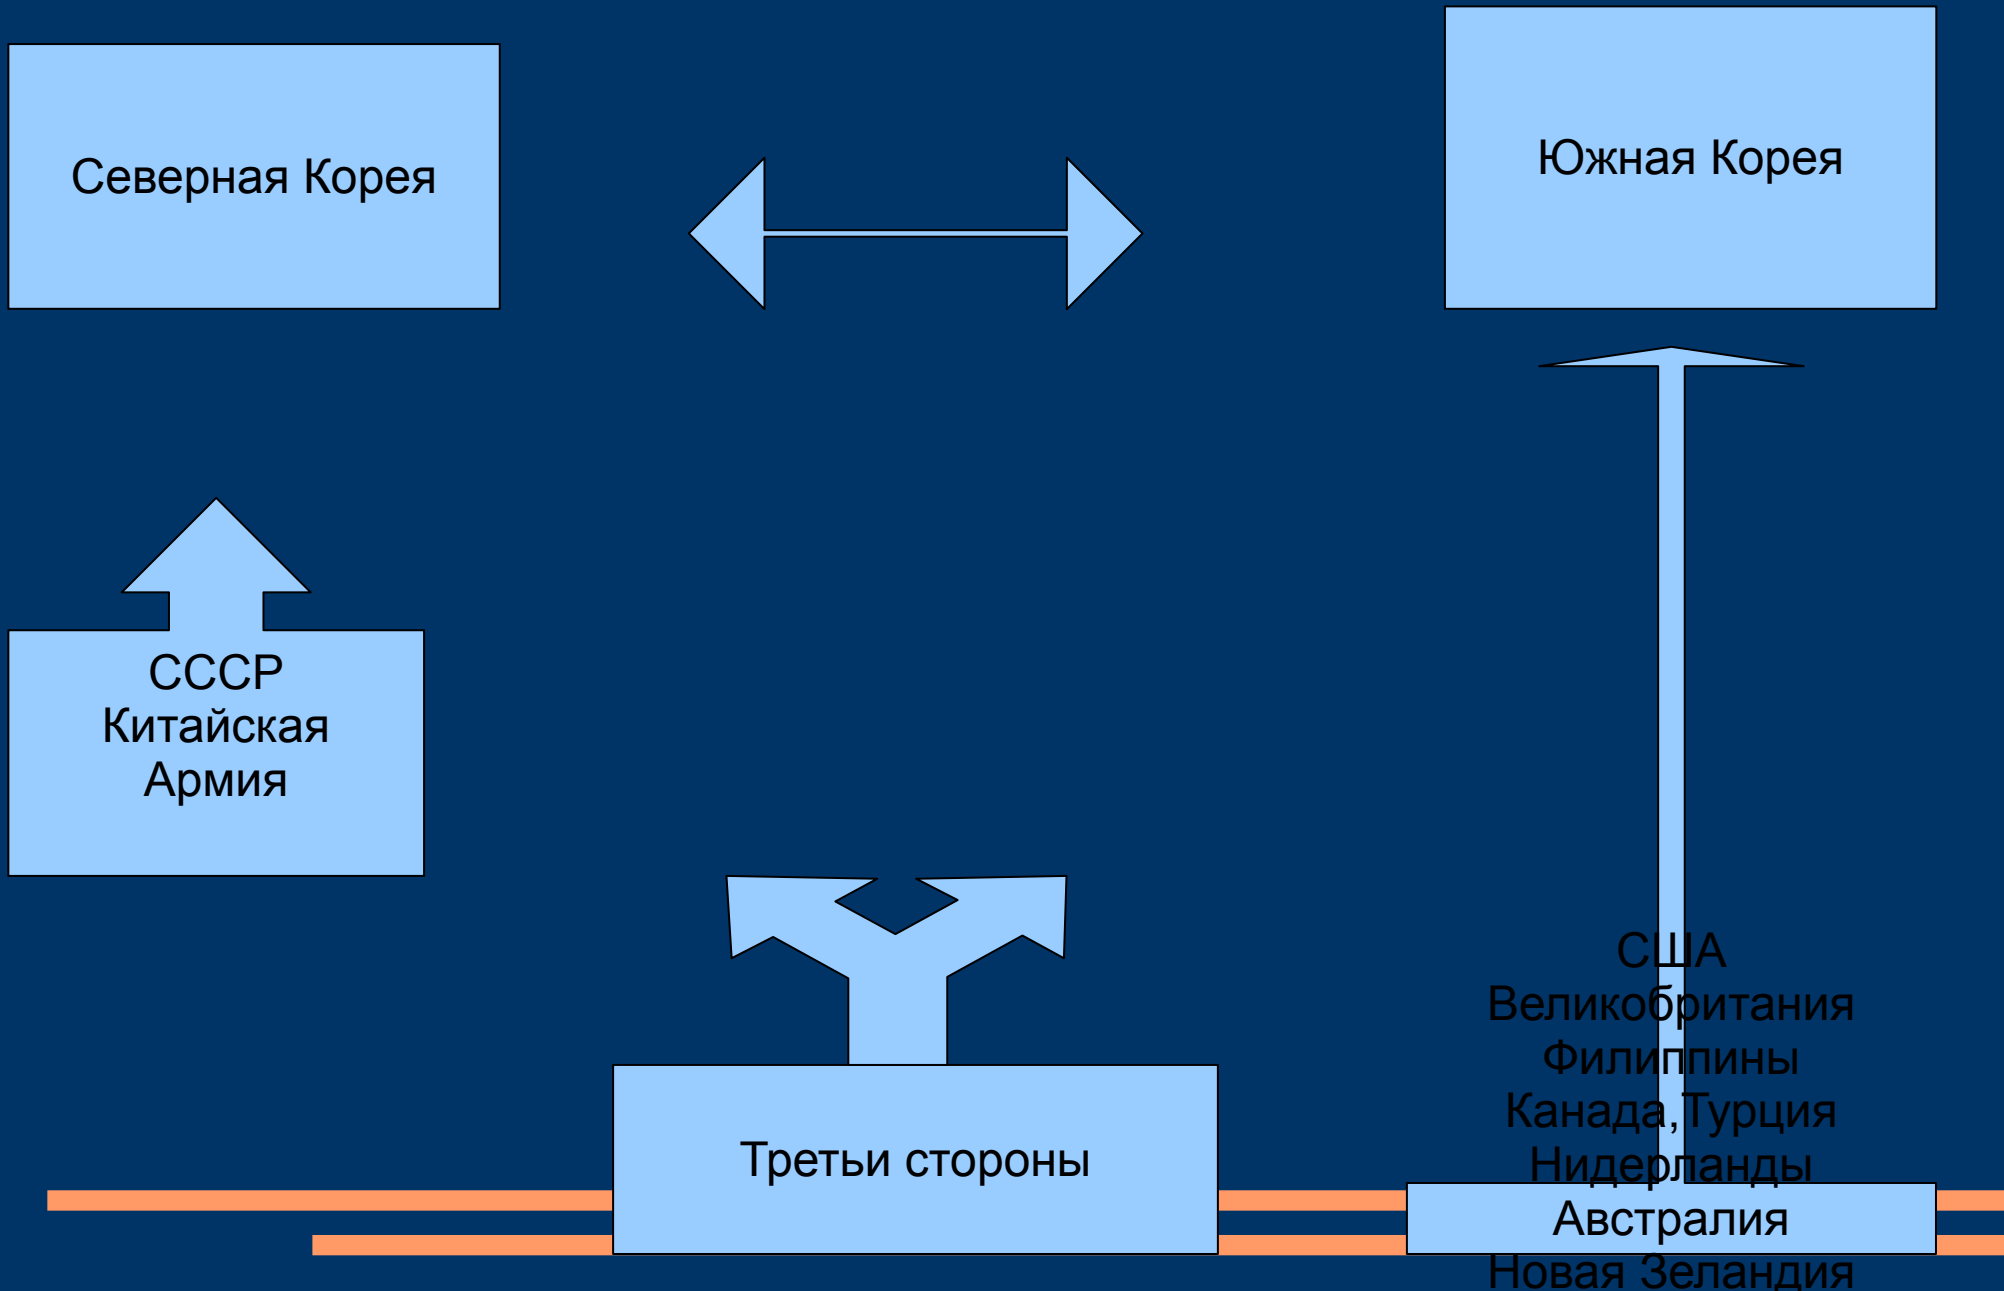 Северная Корея
Южная Корея
СССР
Китайская
Армия
Третьи стороны
США
Великобритания
Филиппины
Канада,Турция
Нидерланды
Австралия
Новая Зеландия